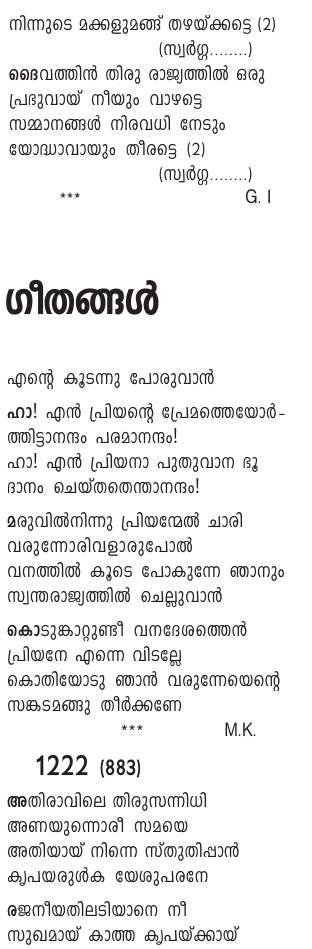 നിന്നുടെ മക്കളുമങ്ങ് തഴയ്ക്കട്ടെ (2)
(സ്വർഗ്ഗ........)
ദൈവത്തിൻ തിരു രാജ്യത്തിൽ ഒരു
പ്രഭുവായ് നീയും വാഴട്ടെ
സമ്മാനങ്ങൾ നിരവധി നേടും
യോദ്ധാവായും തീരട്ടെ (2)
(സ്വർഗ്ഗ........)
*** G. I
ഗീതങ്ങൾ
എന്റെ കൂടന്നു പോരുവാൻ
ഹാ! എൻ പ്രിയന്റെ പ്രേമത്തെയോർ-
ത്തിട്ടാനന്ദം പരമാനന്ദം!
ഹാ! എൻ പ്രിയനാ പുതുവാന ഭൂ
ദാനം ചെയ്തതെന്താനന്ദം!
മരുവിൽനിന്നു പ്രിയന്മേൽ ചാരി
വരുന്നോരിവളാരുപോൽ
വനത്തിൽ കൂടെ പോകുന്നേ ഞാനും
സ്വന്തരാജ്യത്തിൽ ചെല്ലുവാൻ
കൊടുങ്കാറ്റുണ്ടീ വനദേശത്തെൻ
പ്രിയനേ എന്നെ വിടല്ലേ
കൊതിയോടു ഞാൻ വരുന്നേയെന്റെ
സങ്കടമങ്ങു തീർക്കണേ
*** M.K.
1222 (883)
അതിരാവിലെ തിരുസന്നിധി
അണയുന്നൊരീ സമയെ
അതിയായ് നിന്നെ സ്തുതിപ്പാൻ
കൃപയരുൾക യേശുപരനേ
രജനീയതിലടിയാനെ നീ
സുഖമായ് കാത്ത കൃപയ്ക്കായ്